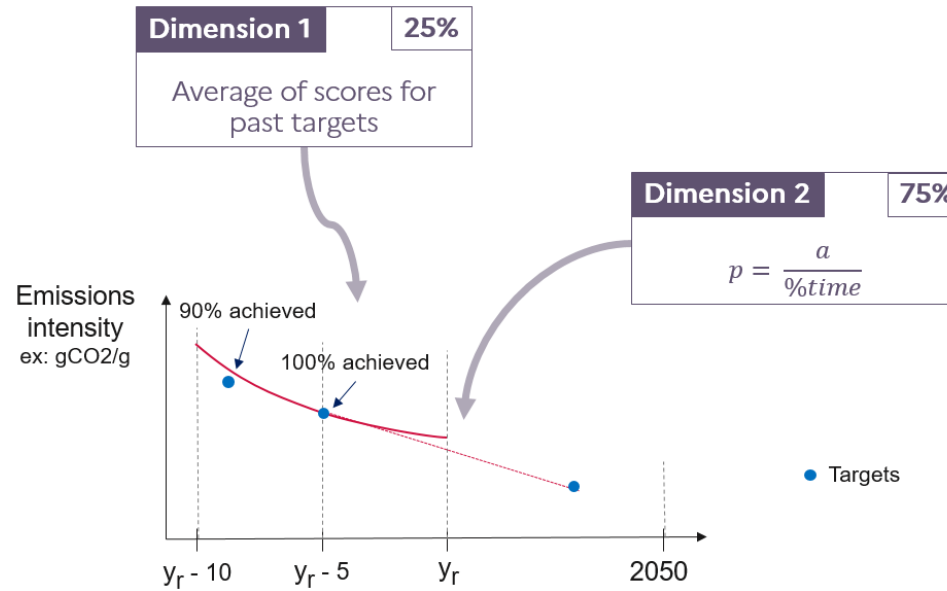 Dimension 1
25%
Average of scores for
past targets
Dimension 2
75%
p = a / %time
Emissions
intensity
ex: gCO2/g
90% achieved
100% achieved
Targets
yr - 10
yr - 5
yr
2050